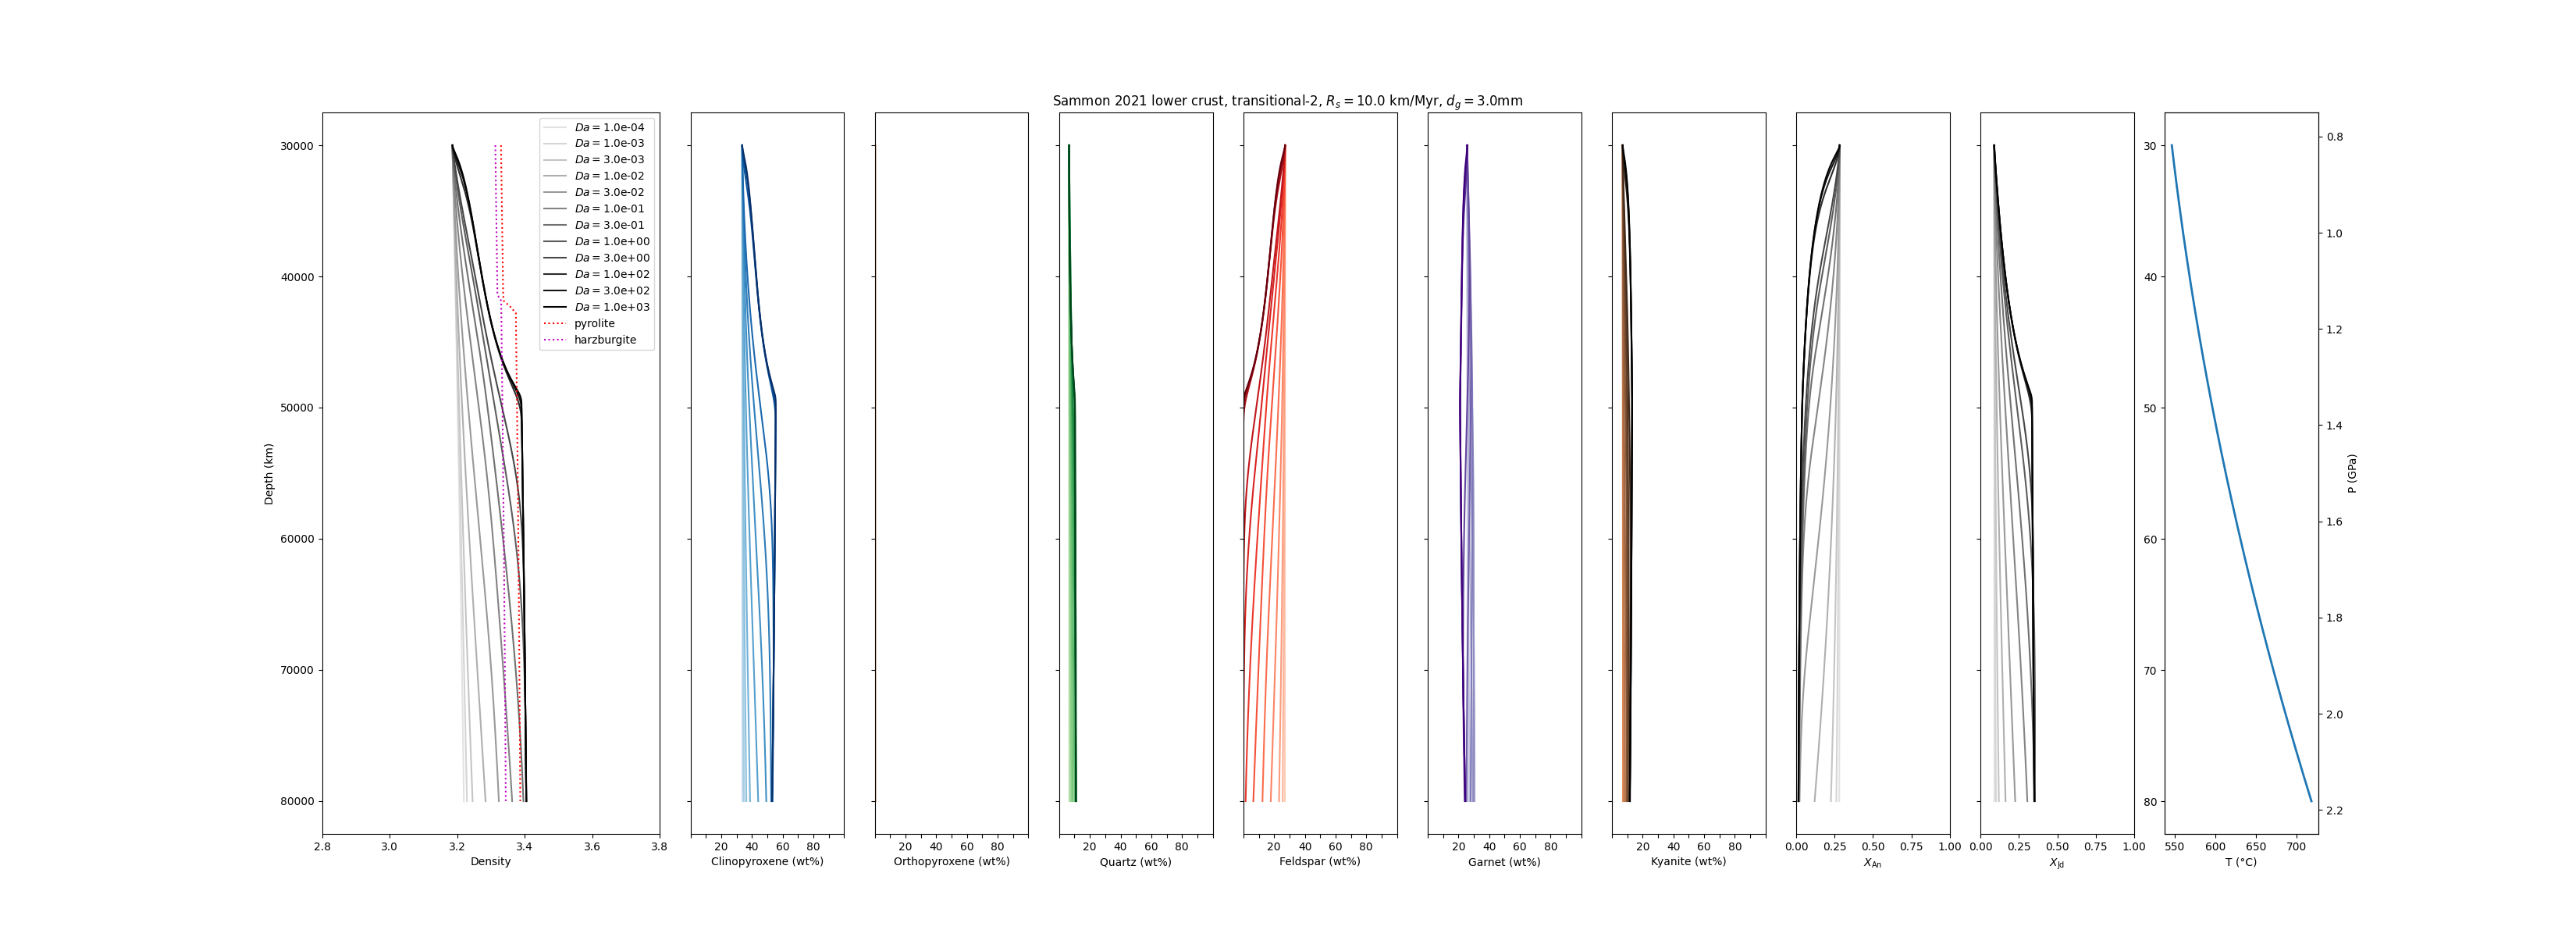 Sammon 2021 lower crust, transitional-2, Rₛ = 10.0 km/Myr, d_g = 3.0mm
Da = 1.0e-04
Da = 1.0e-03
Da = 3.0e-03
Da = 1.0e-02
Da = 3.0e-02
Da = 1.0e-01
Da = 3.0e-01
Da = 1.0e+00
Da = 3.0e+00
Da = 1.0e+02
Da = 3.0e+02
Da = 1.0e+03
pyrolite
harzburgite
Depth (km)
30000
40000
50000
60000
70000
80000
2.8 3.0 3.2 3.4 3.6 3.8
Density
20 40 60 80
Clinopyroxene (wt%)
20 40 60 80
Orthopyroxene (wt%)
20 40 60 80
Quartz (wt%)
20 40 60 80
Feldspar (wt%)
20 40 60 80
Garnet (wt%)
20 40 60 80
Kyanite (wt%)
0.00 0.25 0.50 0.75 1.00
X_An
0.00 0.25 0.50 0.75 1.00
X_Jd
30
40
50
60
70
80
550 600 650 700
T (°C)
0.8
1.0
1.2
1.4
1.6
1.8
2.0
2.2
P (GPa)